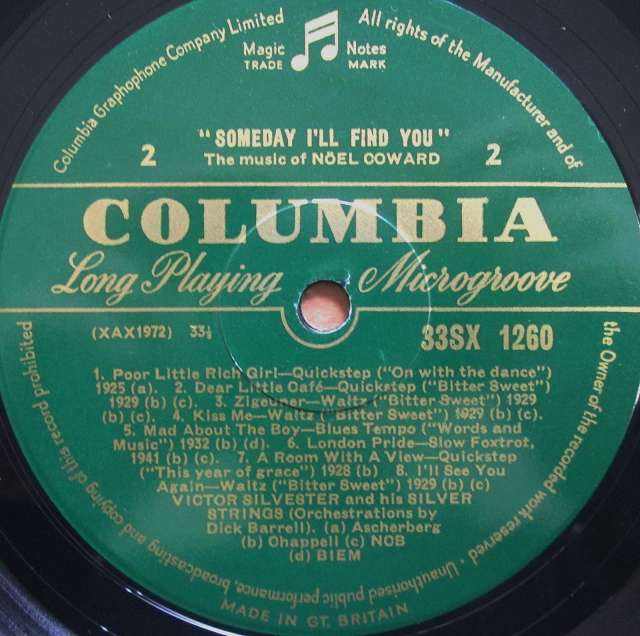 Columbia Graphophone Company Limited
All rights of the Manufacturer and of
the Owner of the recorded work reserved · Unauthorised public performance, broadcasting and copying of this record prohibited
Magic Notes
TRADE MARK
"SOMEDAY I'LL FIND YOU"
2 The music of NÖEL COWARD 2
COLUMBIA
Long Playing Microgroove
(XAX1972) 33⅓ 33SX 1260
1. Poor Little Rich Girl—Quickstep ("On with the dance")
1925 (a). 2. Dear Little Café—Quickstep ("Bitter Sweet")
1929 (b) (c). 3. Zigeuner—Waltz ("Bitter Sweet") 1929
(b) (c). 4. Kiss Me—Waltz ("Bitter Sweet") 1929 (b) (c).
5. Mad About The Boy—Blues Tempo ("Words and
Music") 1932 (b) (d). 6. London Pride—Slow Foxtrot,
1941 (b) (c). 7. A Room With A View—Quickstep
("This year of grace") 1928 (b) 8. I'll See You
Again—Waltz ("Bitter Sweet") 1929 (b) (c)
VICTOR SILVESTER and his SILVER
STRINGS (Orchestrations by
Dick Barrell). (a) Ascherberg
(b) Chappell (c) NCB
(d) BIEM
MADE IN GT. BRITAIN